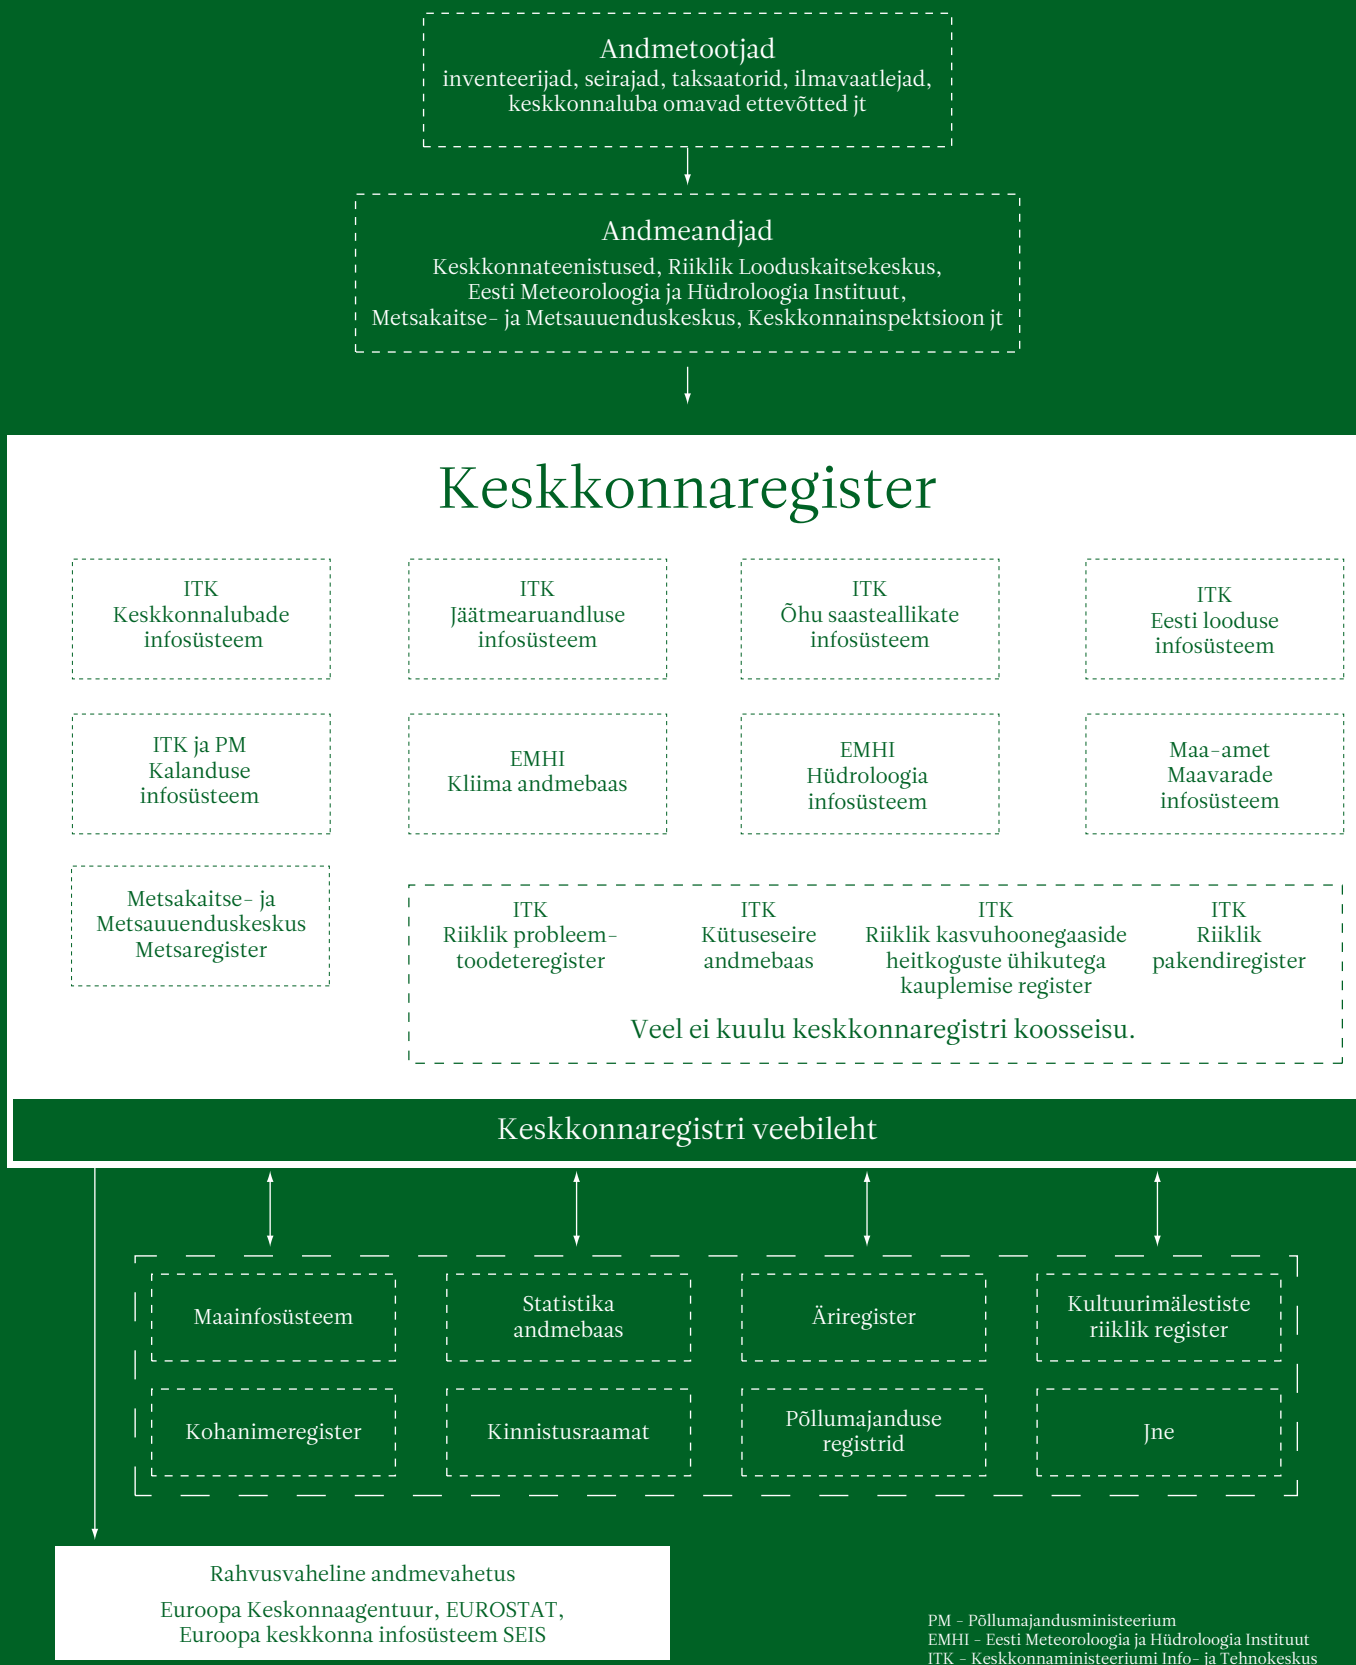 Andmetootjad
inventeerijad, seirajad, taksaatorid, ilmavaatlejad,
keskkonnaluba omavad ettevõtted jt
Andmeandjad
Keskkonnateenistused, Riiklik Looduskaitsekeskus,
Eesti Meteoroloogia ja Hüdroloogia Instituut,
Metsakaitse- ja Metsauuenduskeskus, Keskkonnainspektsioon jt
Keskkonnaregister
ITK
Keskkonnalubade
infosüsteem
ITK
Jäätmearuandluse
infosüsteem
ITK
Õhu saasteallikate
infosüsteem
ITK
Eesti looduse
infosüsteem
ITK ja PM
Kalanduse
infosüsteem
EMHI
Kliima andmebaas
EMHI
Hüdroloogia
infosüsteem
Maa-amet
Maavarade
infosüsteem
Metsakaitse- ja
Metsauuenduskeskus
Metsaregister
ITK
Riiklik probleem-
toodeteregister
ITK
Kütuseseire
andmebaas
ITK
Riiklik kasvuhoonegaaside
heitkoguste ühikutega
kauplemise register
ITK
Riiklik
pakendiregister
Veel ei kuulu keskkonnaregistri koosseisu.
Keskkonnaregistri veebileht
Maainfosüsteem
Statistika
andmebaas
Äriregister
Kultuurimälestiste
riiklik register
Kohanimeregister
Kinnistusraamat
Põllumajanduse
registrid
Jne
Rahvusvaheline andmevahetus
Euroopa Keskonnaagentuur, EUROSTAT,
Euroopa keskkonna infosüsteem SEIS
PM - Põllumajandusministeerium
EMHI - Eesti Meteoroloogia ja Hüdroloogia Instituut
ITK - Keskkonnaministeeriumi Info- ja Tehnokeskus